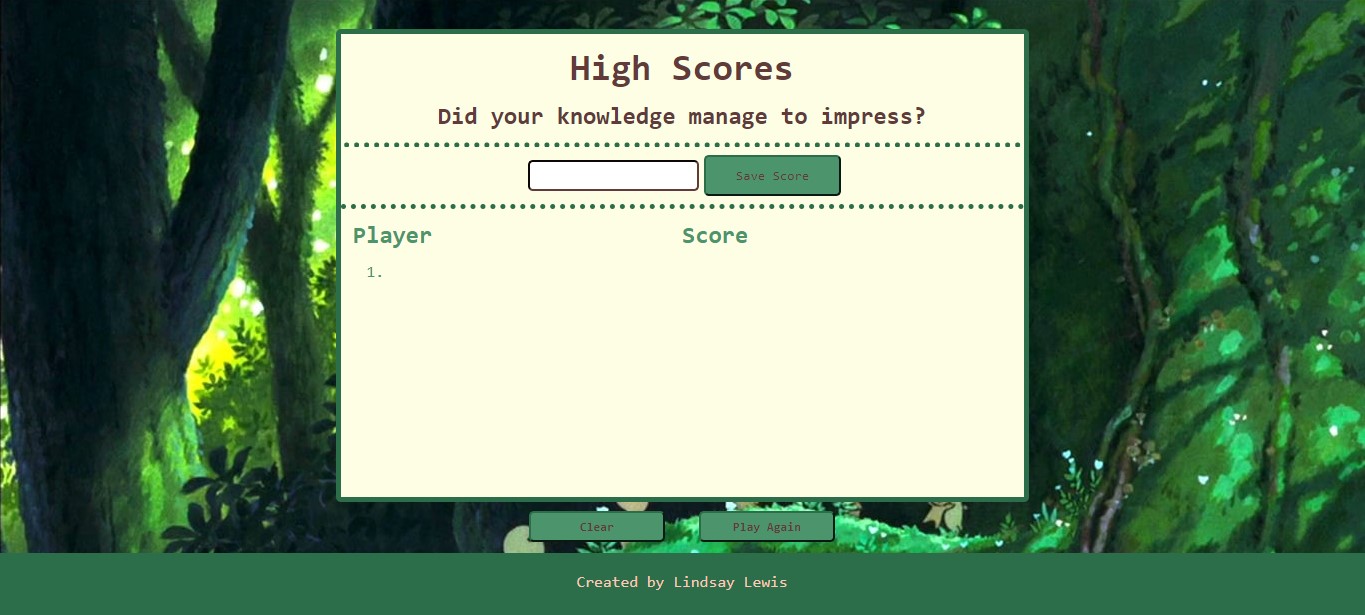 High Scores
Did your knowledge manage to impress?
Save Score
Player Score
1.
Clear Play Again
Created by Lindsay Lewis